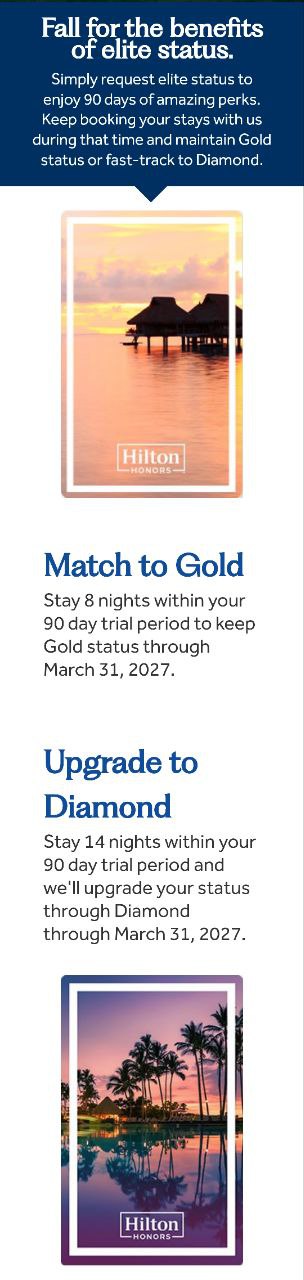 Fall for the benefits
of elite status.
Simply request elite status to
enjoy 90 days of amazing perks.
Keep booking your stays with us
during that time and maintain Gold
status or fast-track to Diamond.
Hilton
HONORS
Match to Gold
Stay 8 nights within your
90 day trial period to keep
Gold status through
March 31, 2027.
Upgrade to
Diamond
Stay 14 nights within your
90 day trial period and
we'll upgrade your status
through Diamond
through March 31, 2027.
Hilton
HONORS